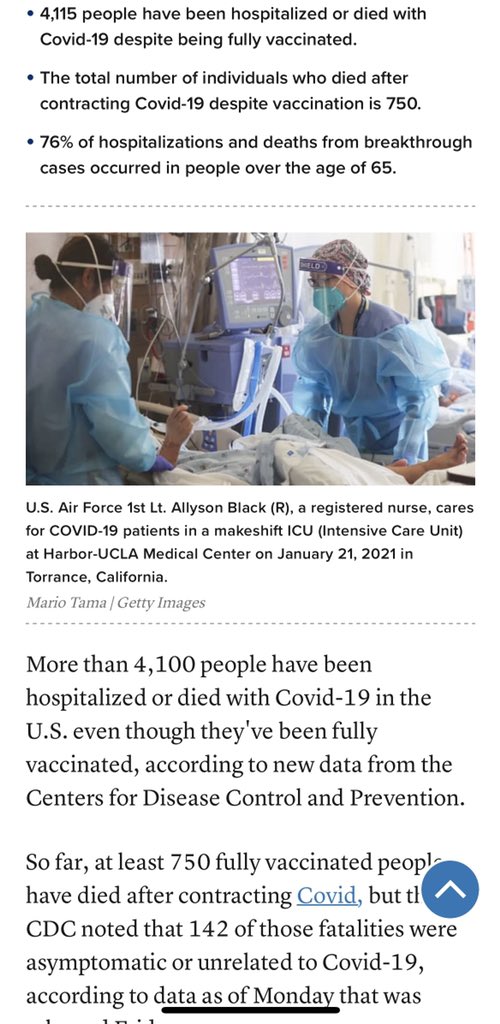 • 4,115 people have been hospitalized or died with
Covid-19 despite being fully vaccinated.
• The total number of individuals who died after
contracting Covid-19 despite vaccination is 750.
• 76% of hospitalizations and deaths from breakthrough
cases occurred in people over the age of 65.
SHIELD
U.S. Air Force 1st Lt. Allyson Black (R), a registered nurse, cares
for COVID-19 patients in a makeshift ICU (Intensive Care Unit)
at Harbor-UCLA Medical Center on January 21, 2021 in
Torrance, California.
Mario Tama | Getty Images
More than 4,100 people have been
hospitalized or died with Covid-19 in the
U.S. even though they've been fully
vaccinated, according to new data from the
Centers for Disease Control and Prevention.
So far, at least 750 fully vaccinated people
have died after contracting Covid, but
CDC noted that 142 of those fatalities were
asymptomatic or unrelated to Covid-19,
according to data as of Monday that was